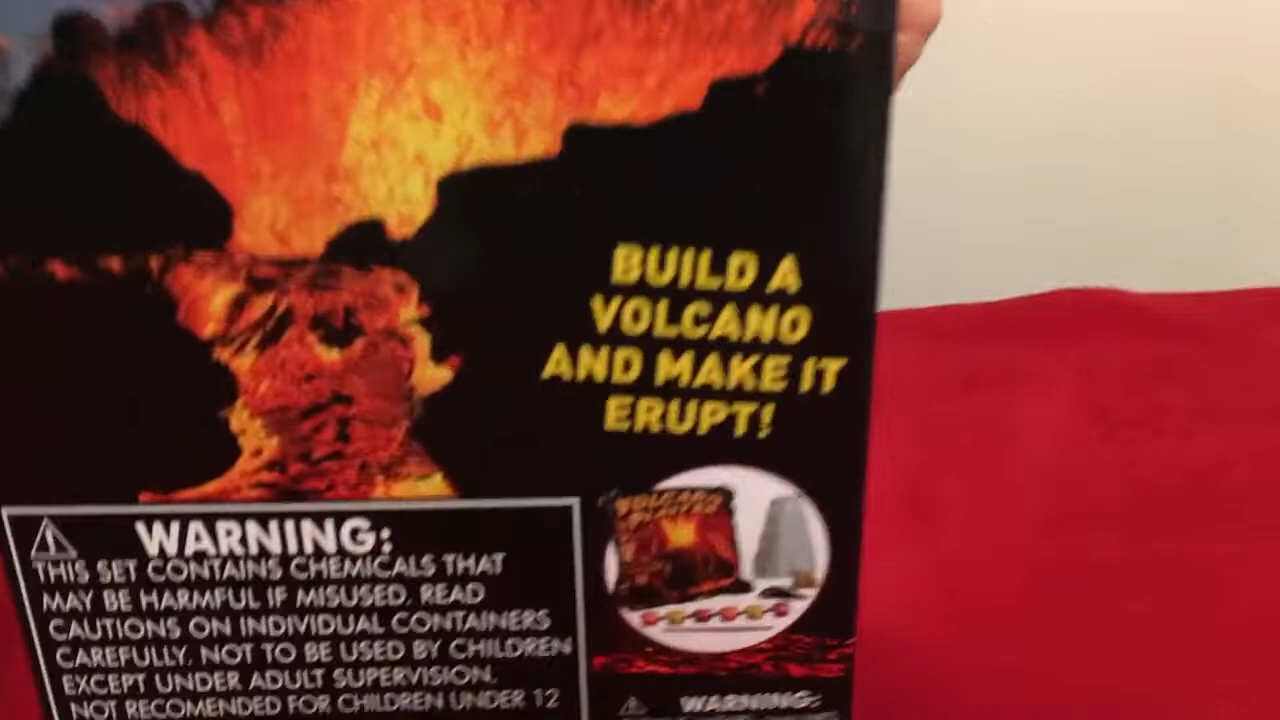 BUILD A
VOLCANO
AND MAKE IT
ERUPT!
WARNING:
THIS SET CONTAINS CHEMICALS THAT
MAY BE HARMFUL IF MISUSED. READ
CAUTIONS ON INDIVIDUAL CONTAINERS
CAREFULLY. NOT TO BE USED BY CHILDREN
EXCEPT UNDER ADULT SUPERVISION.
NOT RECOMENDED FOR CHILDREN UNDER 12
VOLCANO
WARNING: